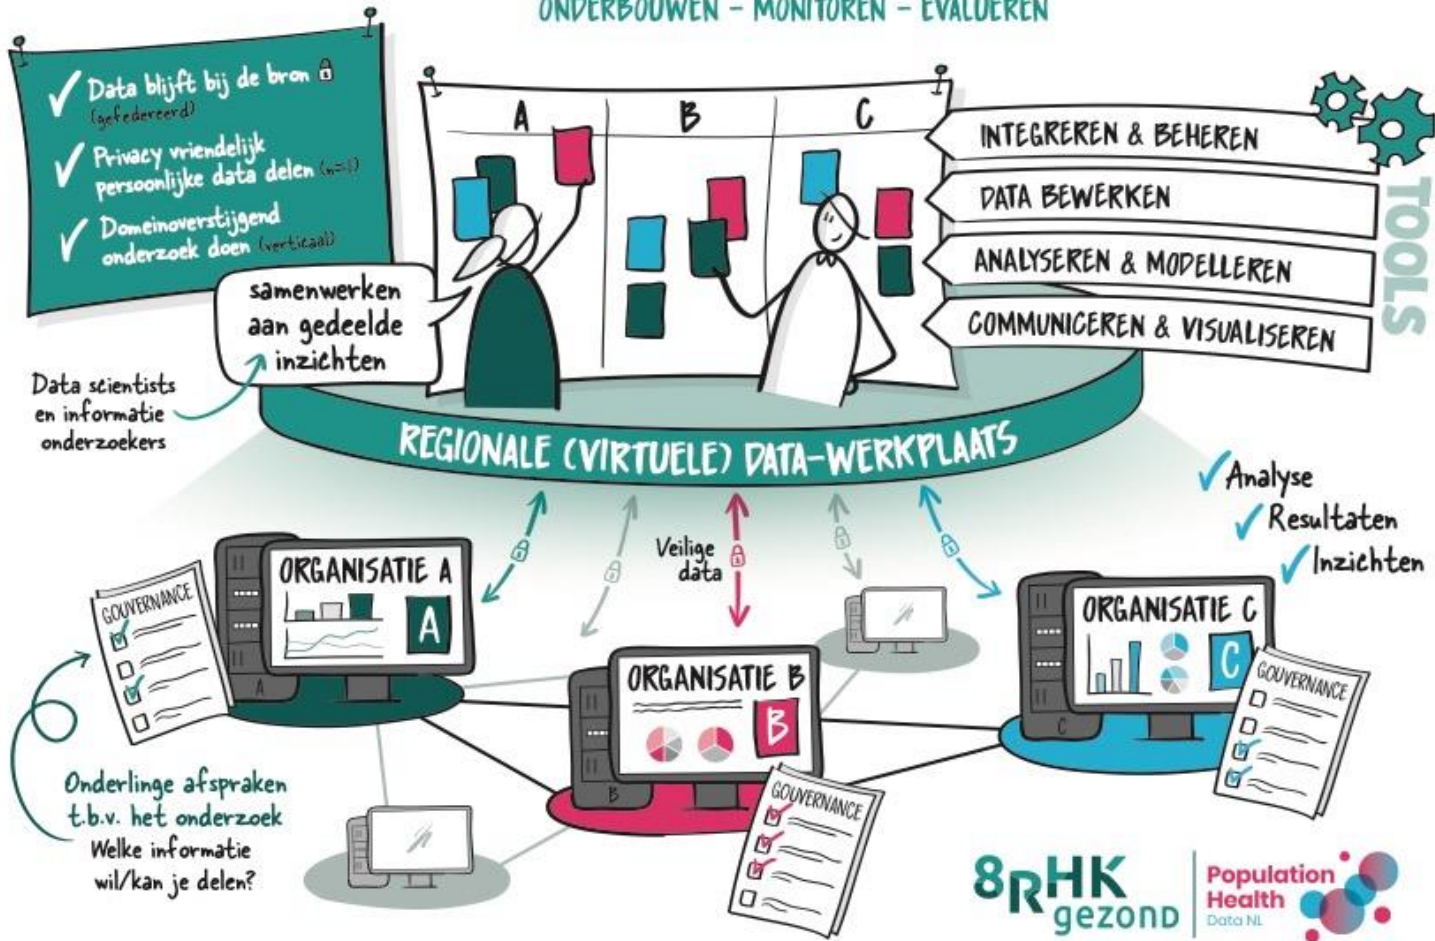 ONDERBOUWEN - MONITOREN - EVALUEREN
Data blijft bij de bron
(gefedereerd)
Privacy vriendelijk
persoonlijke data delen (n=1)
Domeinoverstijgend
onderzoek doen (verticaal)
A
B
C
INTEGREREN & BEHEREN
DATA BEWERKEN
ANALYSEREN & MODELLEREN
COMMUNICEREN & VISUALISEREN
TOOLS
samenwerken
aan gedeelde
inzichten
Data scientists
en informatie
onderzoekers
REGIONALE (VIRTUELE) DATA-WERKPLAATS
Analyse
Resultaten
Inzichten
Veilige
data
GOUVERNANCE
ORGANISATIE A
A
A
ORGANISATIE B
B
B
GOUVERNANCE
ORGANISATIE C
C
C
GOUVERNANCE
Onderlinge afspraken
t.b.v. het onderzoek
Welke informatie
wil/kan je delen?
8RHK
gezond
Population
Health
Data NL